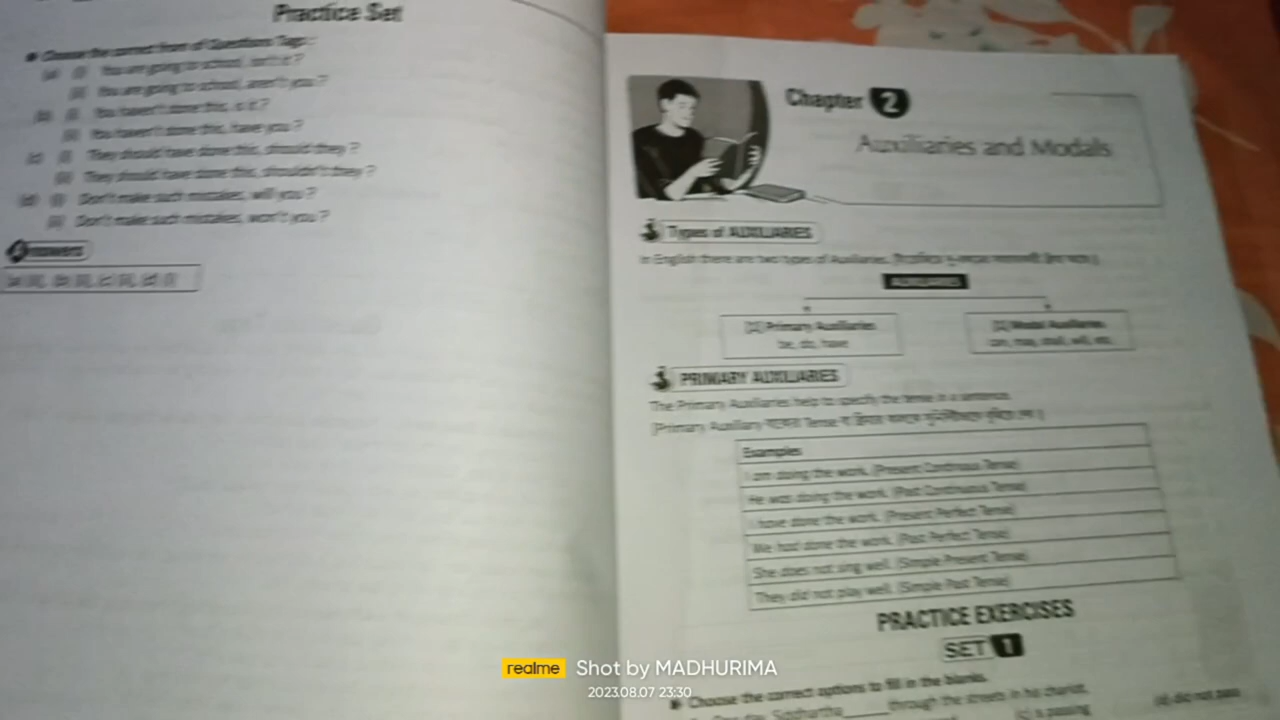 Practice Set
Choose the correct from of Questions Tags :
(a) (i) You are going to school, isn't it ?
(ii) You are going to school, aren't you ?
(b) (i) You haven't done this, is it ?
(ii) You haven't done this, have you ?
(c) (i) They should have done this, should they ?
(ii) They should have done this, shouldn't they ?
(d) (i) Don't make such mistakes, will you ?
(ii) Don't make such mistakes, won't you ?
Answers
Chapter 2
Auxiliaries and Modals
Types of AUXILIARIES
In English there are two types of Auxiliaries.
AUXILIARIES
Primary Auxiliaries
be, do, have
Modal Auxiliaries
can, may, shall, will, etc.
PRIMARY AUXILIARIES
The Primary Auxiliaries help to specify the tense in a sentence.
[Primary Auxiliary Tense
Examples
I am doing the work. (Present Continuous Tense)
He was doing the work. (Past Continuous Tense)
I have done the work. (Present Perfect Tense)
We had done the work. (Past Perfect Tense)
She does not sing well. (Simple Present Tense)
They did not play well. (Simple Past Tense)
PRACTICE EXERCISES
SET 1
Choose the correct options to fill in the blanks.
One day, Siddhartha _____ through the streets in his chariot.
(c) is passing (d) did not pass
realme Shot by MADHURIMA
2023.08.07 23:30